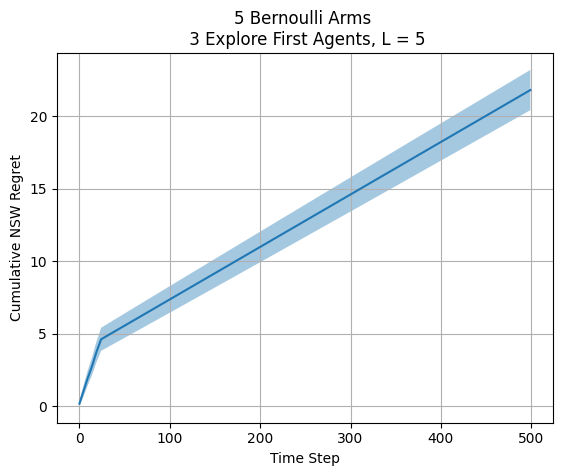 5 Bernoulli Arms
3 Explore First Agents, L = 5
Cumulative NSW Regret
20
15
10
5
0
0 100 200 300 400 500
Time Step